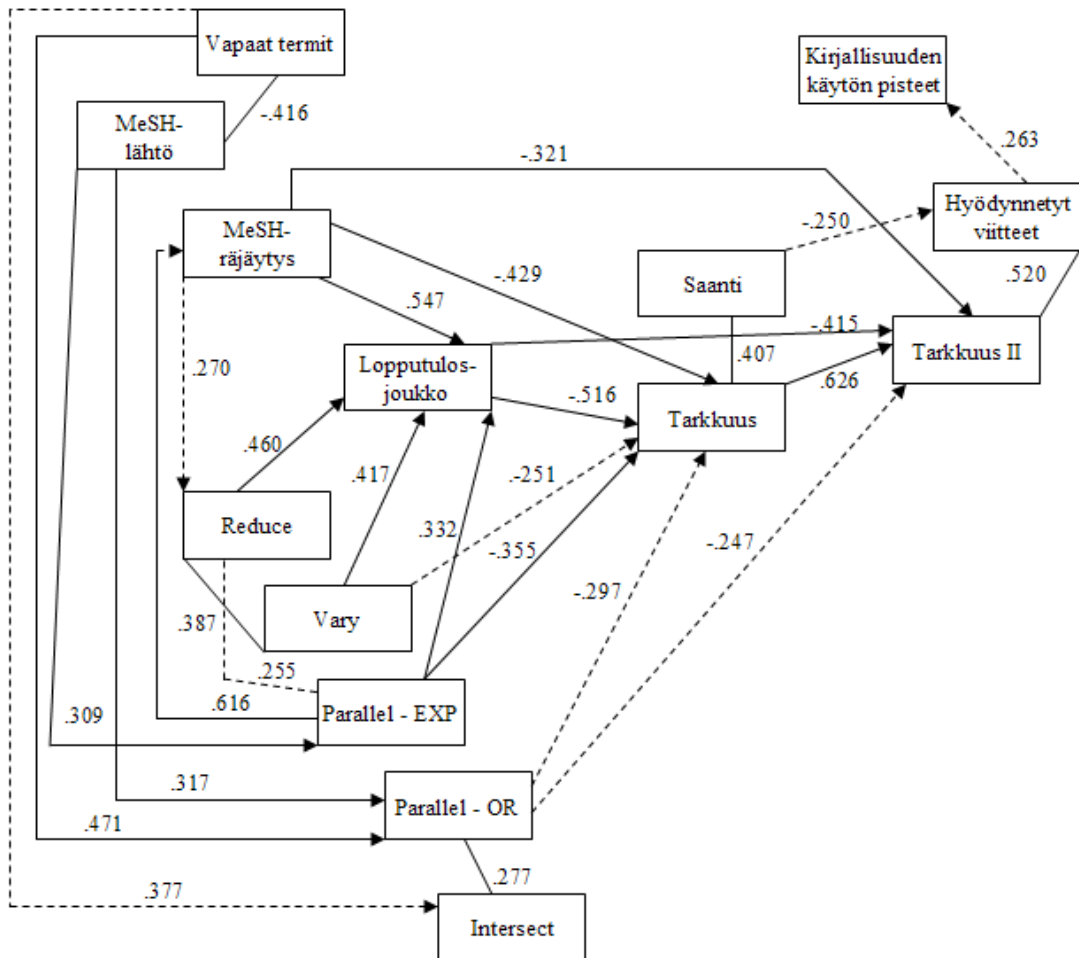 Vapaat termit
Kirjallisuuden
käytön pisteet
-.416
MeSH-
lähtö
.263
-.321
Hyödynnetyt
viitteet
MeSH-
räjäytys
-.250
-.429
Saanti
.520
.547
-.415
Tarkkuus II
.407
.270
Lopputulos-
joukko
.626
-.516
Tarkkuus
.460
.417
.-251
Reduce
.332
-.355
-.247
-.297
.387
Vary
.255
.616
Parallel - EXP
.309
.317
Parallel - OR
.471
.277
.377
Intersect